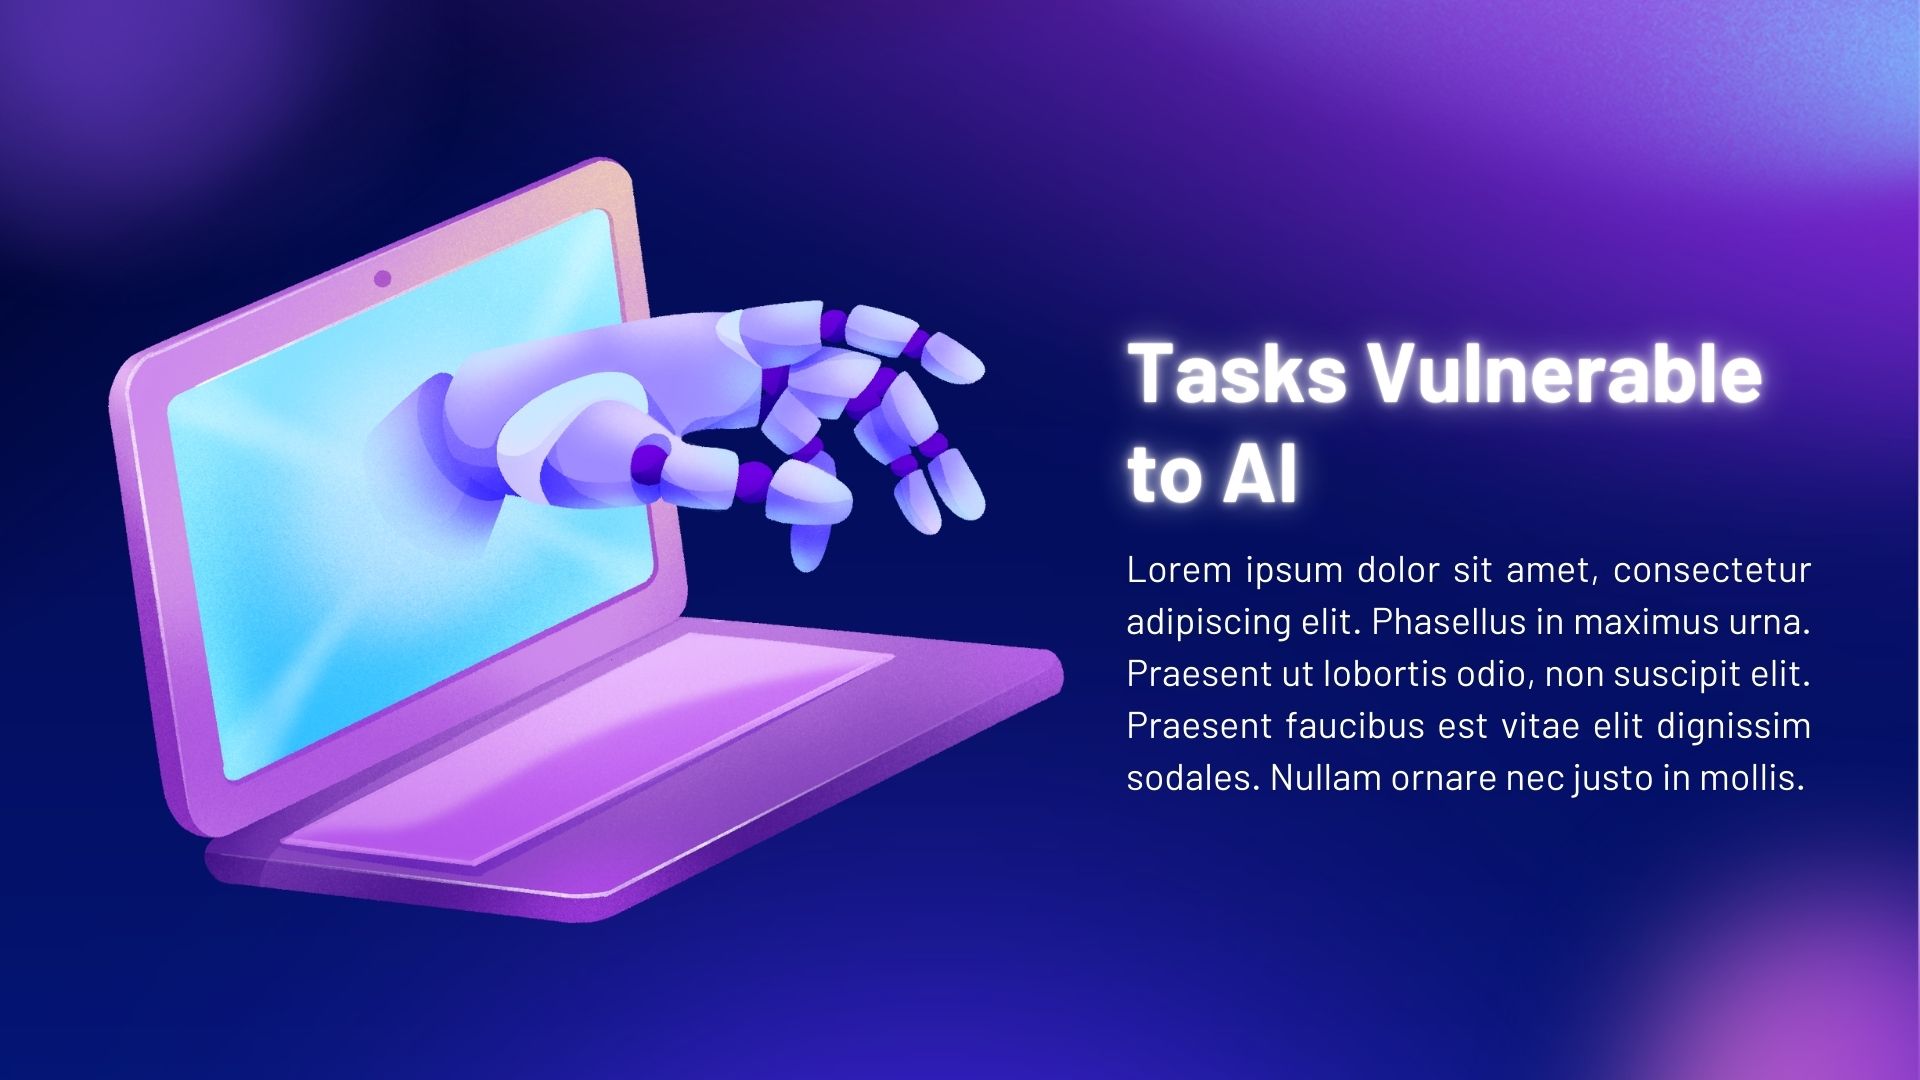 Tasks Vulnerable
to AI
Lorem ipsum dolor sit amet, consectetur
adipiscing elit. Phasellus in maximus urna.
Praesent ut lobortis odio, non suscipit elit.
Praesent faucibus est vitae elit dignissim
sodales. Nullam ornare nec justo in mollis.